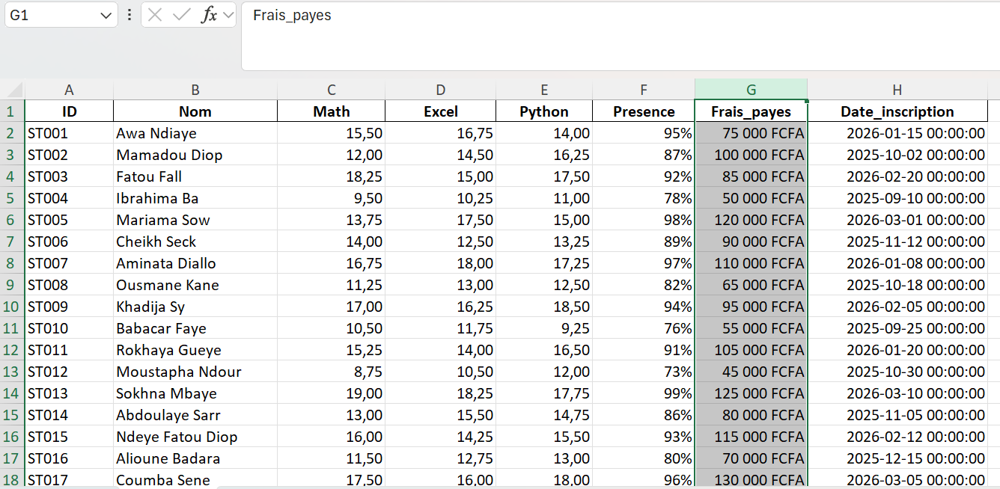 G1 fx Frais_payes
A B C D E F G H
1 ID Nom Math Excel Python Presence Frais_payes Date_inscription
2 ST001 Awa Ndiaye 15,50 16,75 14,00 95% 75 000 FCFA 2026-01-15 00:00:00
3 ST002 Mamadou Diop 12,00 14,50 16,25 87% 100 000 FCFA 2025-10-02 00:00:00
4 ST003 Fatou Fall 18,25 15,00 17,50 92% 85 000 FCFA 2026-02-20 00:00:00
5 ST004 Ibrahima Ba 9,50 10,25 11,00 78% 50 000 FCFA 2025-09-10 00:00:00
6 ST005 Mariama Sow 13,75 17,50 15,00 98% 120 000 FCFA 2026-03-01 00:00:00
7 ST006 Cheikh Seck 14,00 12,50 13,25 89% 90 000 FCFA 2025-11-12 00:00:00
8 ST007 Aminata Diallo 16,75 18,00 17,25 97% 110 000 FCFA 2026-01-08 00:00:00
9 ST008 Ousmane Kane 11,25 13,00 12,50 82% 65 000 FCFA 2025-10-18 00:00:00
10 ST009 Khadija Sy 17,00 16,25 18,50 94% 95 000 FCFA 2026-02-05 00:00:00
11 ST010 Babacar Faye 10,50 11,75 9,25 76% 55 000 FCFA 2025-09-25 00:00:00
12 ST011 Rokhaya Gueye 15,25 14,00 16,50 91% 105 000 FCFA 2026-01-20 00:00:00
13 ST012 Moustapha Ndour 8,75 10,50 12,00 73% 45 000 FCFA 2025-10-30 00:00:00
14 ST013 Sokhna Mbaye 19,00 18,25 17,75 99% 125 000 FCFA 2026-03-10 00:00:00
15 ST014 Abdoulaye Sarr 13,00 15,50 14,75 86% 80 000 FCFA 2025-11-05 00:00:00
16 ST015 Ndeye Fatou Diop 16,00 14,25 15,50 93% 115 000 FCFA 2026-02-12 00:00:00
17 ST016 Alioune Badara 11,50 12,75 13,00 80% 70 000 FCFA 2025-12-15 00:00:00
18 ST017 Coumba Sene 17,50 16,00 18,00 96% 130 000 FCFA 2026-03-05 00:00:00